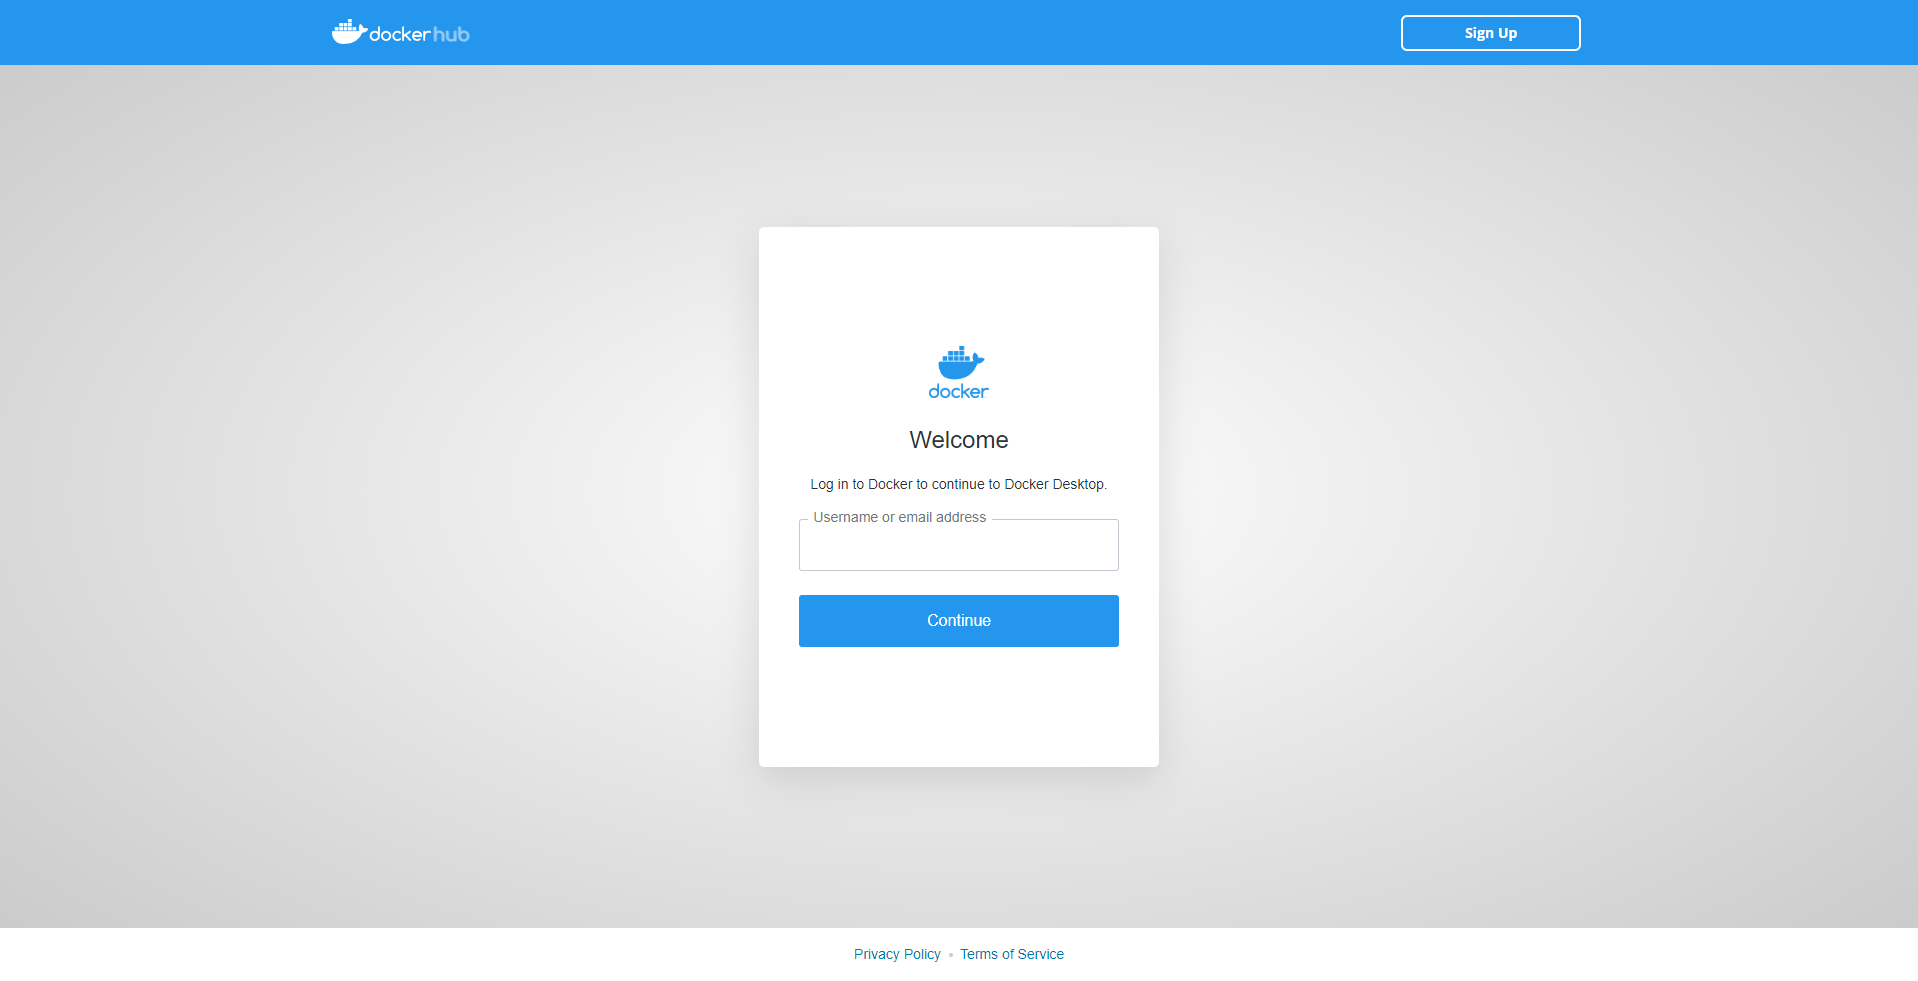 dockerhub
Sign Up
docker
Welcome
Log in to Docker to continue to Docker Desktop.
Username or email address
Continue
Privacy Policy • Terms of Service